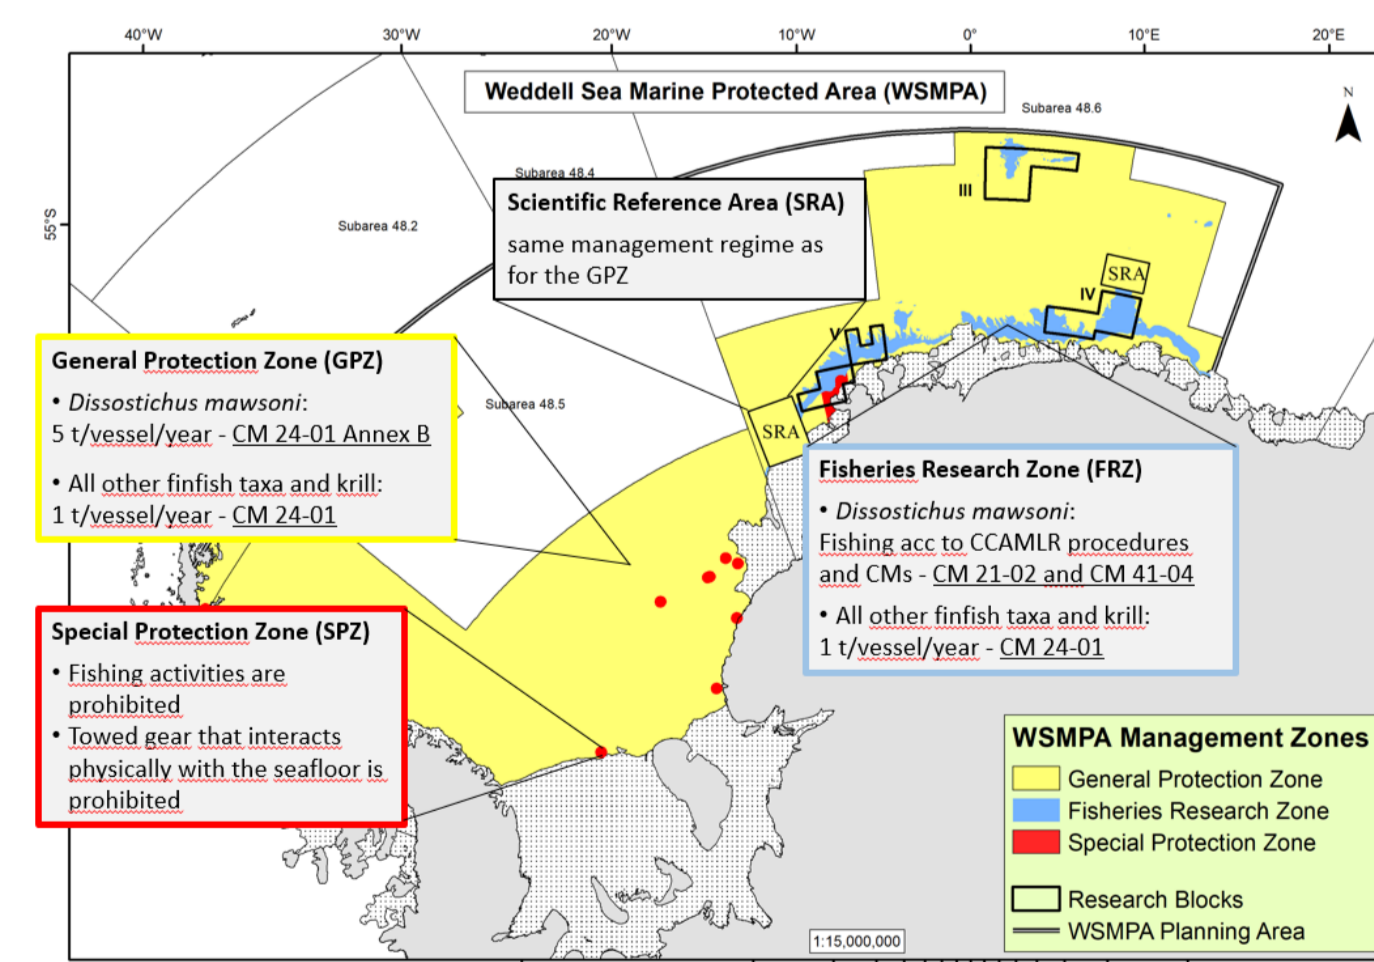 40°W 30°W 20°W 10°W 0° 10°E 20°E
Weddell Sea Marine Protected Area (WSMPA)
N
Subarea 48.6
Subarea 48.4
55°S
Subarea 48.2
Scientific Reference Area (SRA)
same management regime as
for the GPZ
III
SRA
IV
V
General Protection Zone (GPZ)
• Dissostichus mawsoni:
5 t/vessel/year - CM 24-01 Annex B
• All other finfish taxa and krill:
1 t/vessel/year - CM 24-01
Subarea 48.5
SRA
Fisheries Research Zone (FRZ)
• Dissostichus mawsoni:
Fishing acc to CCAMLR procedures
and CMs - CM 21-02 and CM 41-04
• All other finfish taxa and krill:
1 t/vessel/year - CM 24-01
Special Protection Zone (SPZ)
• Fishing activities are
prohibited
• Towed gear that interacts
physically with the seafloor is
prohibited
WSMPA Management Zones
General Protection Zone
Fisheries Research Zone
Special Protection Zone
Research Blocks
WSMPA Planning Area
1:15,000,000